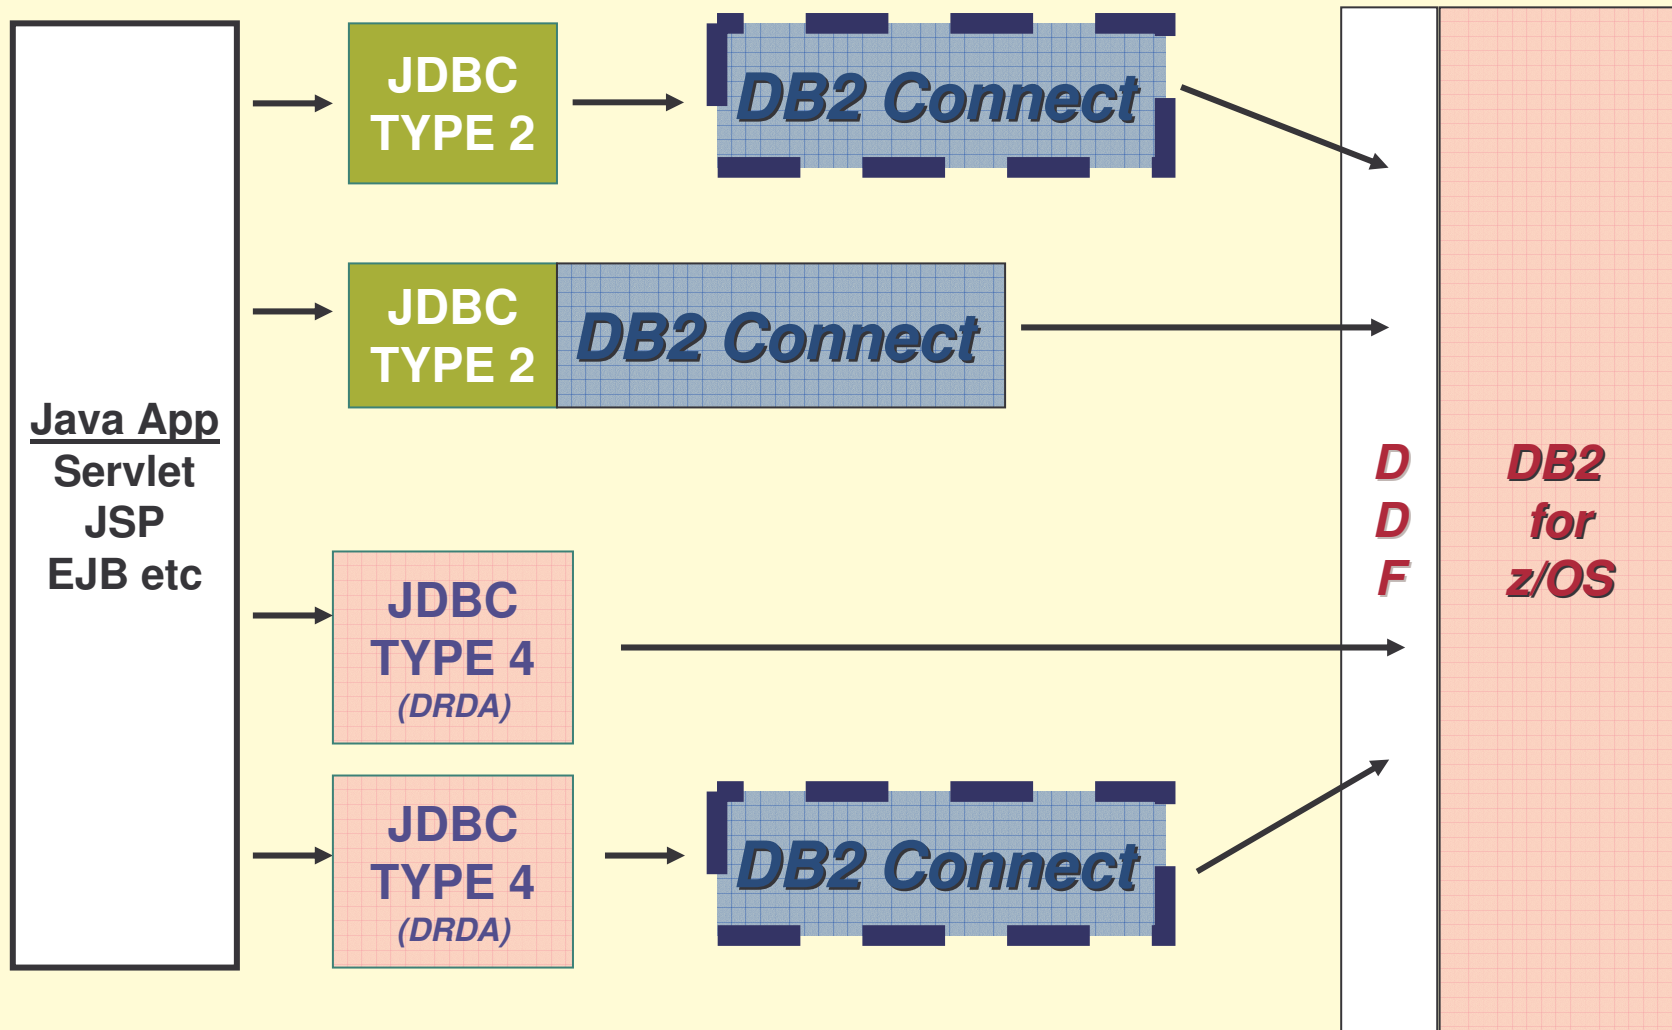 Java App
Servlet
JSP
EJB etc
JDBC
TYPE 2
DB2 Connect
JDBC
TYPE 2
DB2 Connect
JDBC
TYPE 4
(DRDA)
JDBC
TYPE 4
(DRDA)
DB2 Connect
D
D
F
DB2
for
z/OS